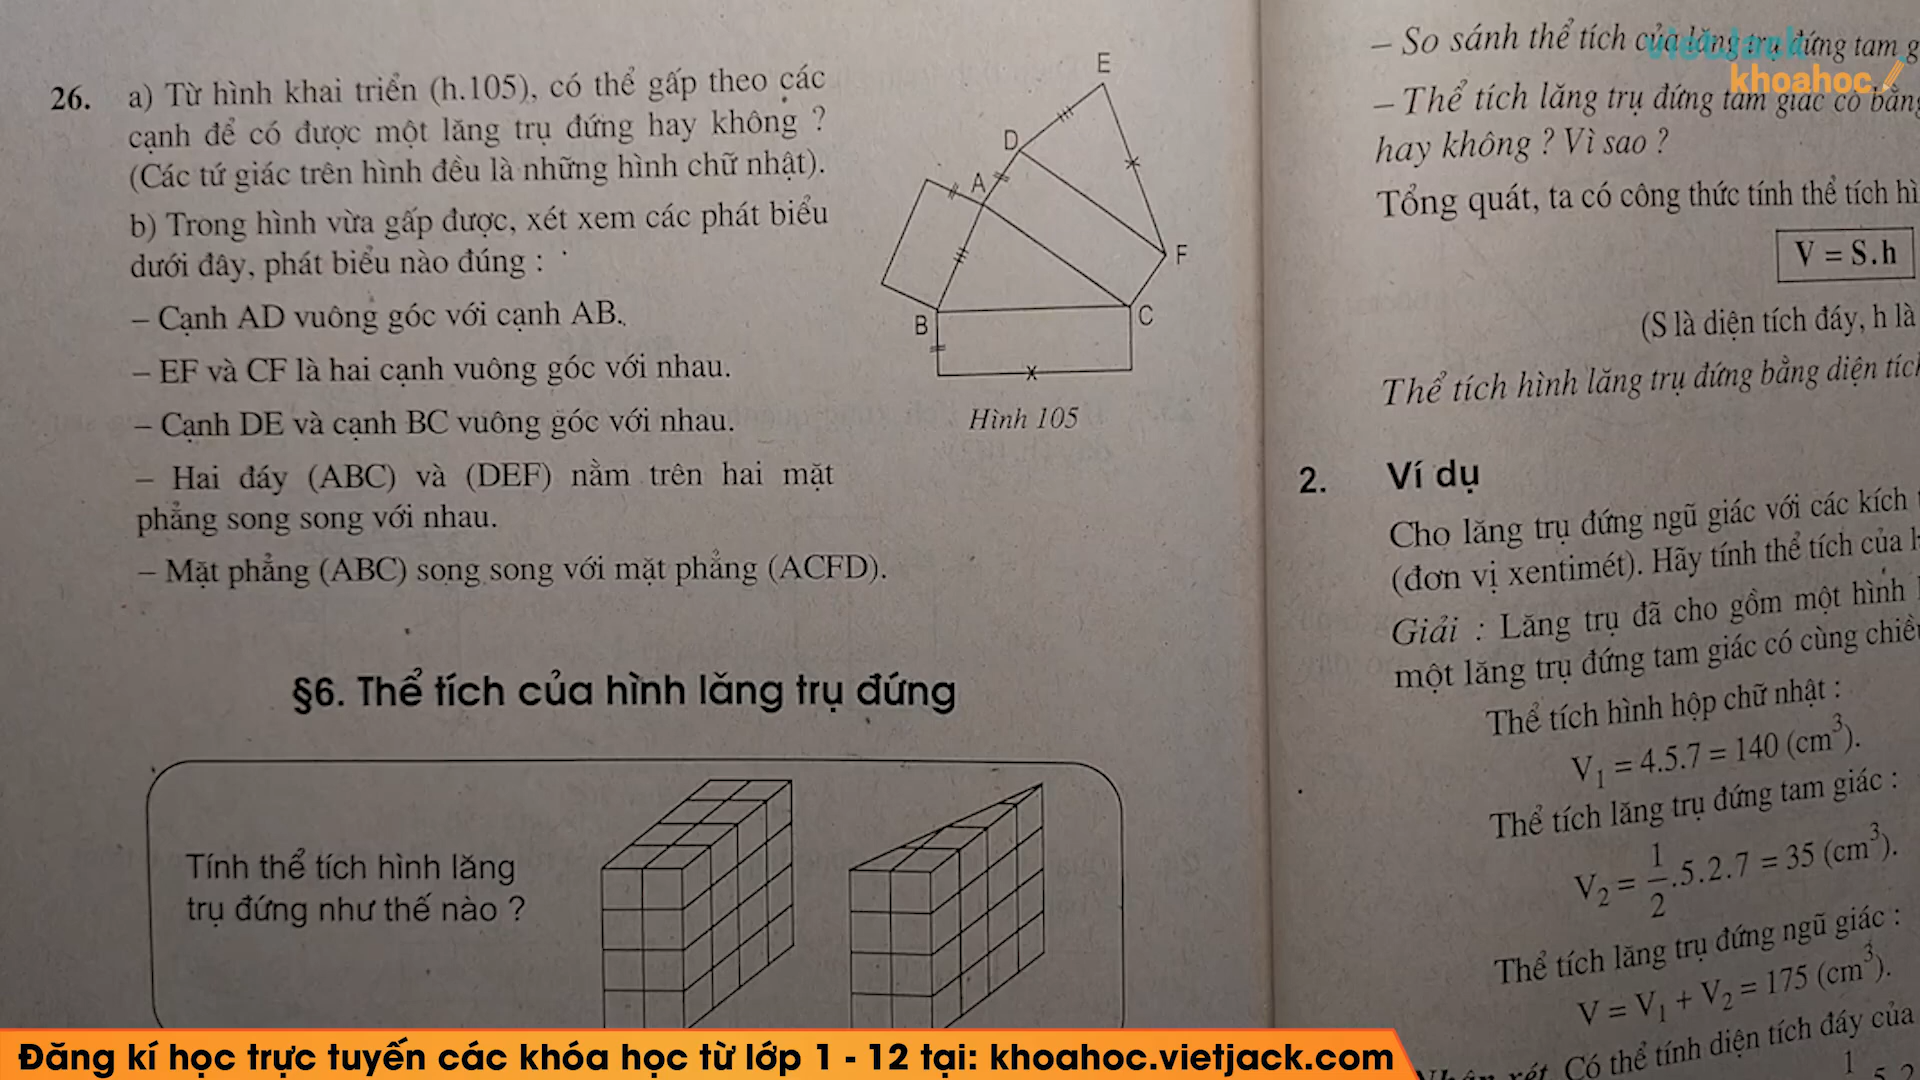 26. a) Từ hình khai triển (h.105), có thể gấp theo các
cạnh để có được một lăng trụ đứng hay không ?
(Các tứ giác trên hình đều là những hình chữ nhật).
b) Trong hình vừa gấp được, xét xem các phát biểu
dưới đây, phát biểu nào đúng :
– Cạnh AD vuông góc với cạnh AB.
– EF và CF là hai cạnh vuông góc với nhau.
– Cạnh DE và cạnh BC vuông góc với nhau.
– Hai đáy (ABC) và (DEF) nằm trên hai mặt
phẳng song song với nhau.
– Mặt phẳng (ABC) song song với mặt phẳng (ACFD).
E
D
A
F
B
C
Hình 105
§6. Thể tích của hình lăng trụ đứng
Tính thể tích hình lăng
trụ đứng như thế nào ?
– So sánh thể tích của lăng trụ đứng tam
– Thể tích lăng trụ đứng tam giác có bằng
hay không ? Vì sao ?
Tổng quát, ta có công thức tính thể tích
V = S.h
(S là diện tích đáy, h là
Thể tích hình lăng trụ đứng bằng diện
2. Ví dụ
Cho lăng trụ đứng ngũ giác với các kích
(đơn vị xentimét). Hãy tính thể tích của
Giải : Lăng trụ đã cho gồm một hình
một lăng trụ đứng tam giác có cùng
Thể tích hình hộp chữ nhật :
V₁ = 4.5.7 = 140 (cm³).
Thể tích lăng trụ đứng tam giác :
V₂ = 1/2.5.2.7 = 35 (cm³).
Thể tích lăng trụ đứng ngũ giác :
V = V₁ + V₂ = 175 (cm³).
Có thể tính diện tích đáy của
vietJack
khoahoc
Đăng kí học trực tuyến các khóa học từ lớp 1 - 12 tại: khoahoc.vietjack.com